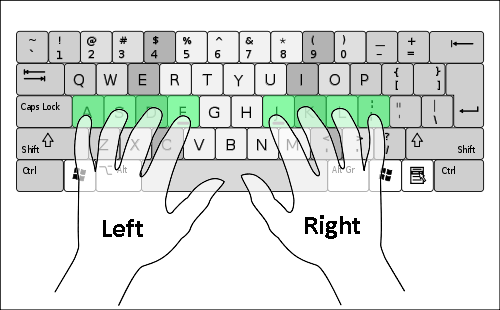 ~ ! @ # $ % ^ & * ( ) _ +
` 1 2 3 4 5 6 7 8 9 0 - =
Q W E R T Y U I O P { }
[ ]
Caps Lock A S D F G H J K L : " |
; ' \
Shift Z X C V B N M < > ? Shift
, . /
Ctrl Alt Alt Gr Ctrl
Left Right